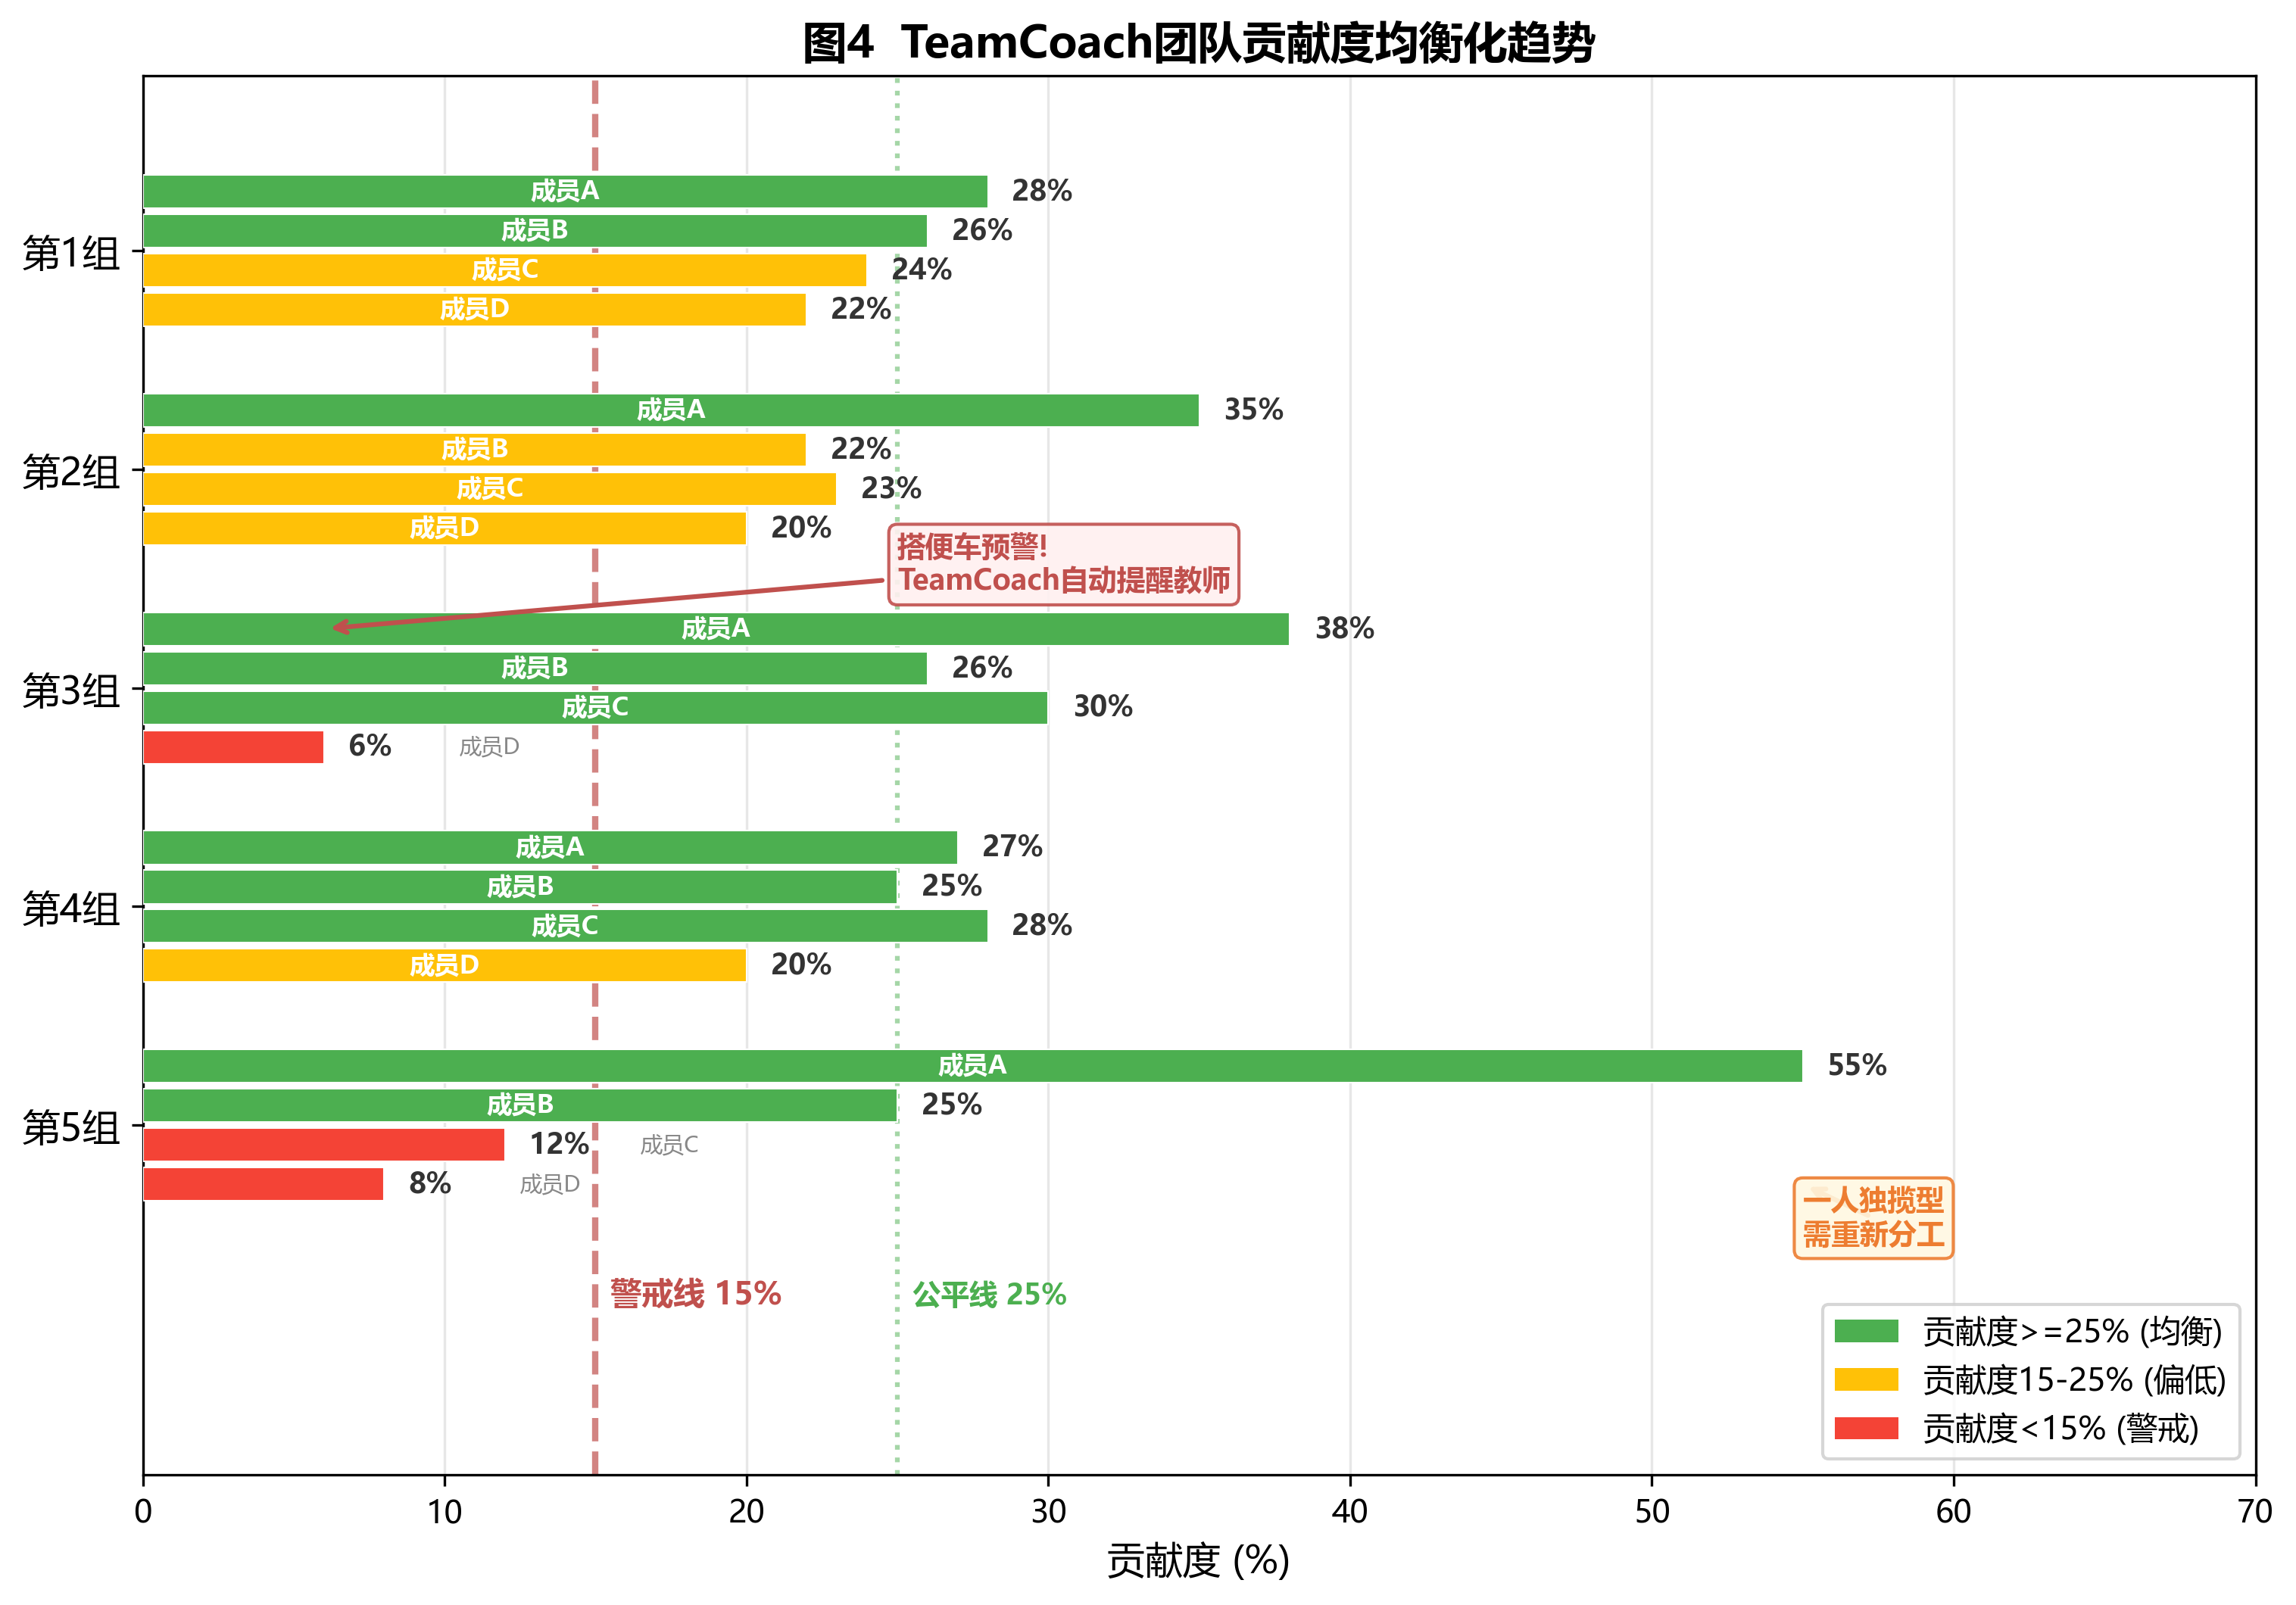 图4 TeamCoach团队贡献度均衡化趋势
第1组
成员A 28%
成员B 26%
成员C 24%
成员D 22%
第2组
成员A 35%
成员B 22%
成员C 23%
成员D 20%
搭便车预警!
TeamCoach自动提醒教师
第3组
成员A 38%
成员B 26%
成员C 30%
6% 成员D
第4组
成员A 27%
成员B 25%
成员C 28%
成员D 20%
第5组
成员A 55%
成员B 25%
12% 成员C
8% 成员D
一人独揽型
需重新分工
警戒线 15%
公平线 25%
贡献度>=25% (均衡)
贡献度15-25% (偏低)
贡献度<15% (警戒)
0 10 20 30 40 50 60 70
贡献度 (%)